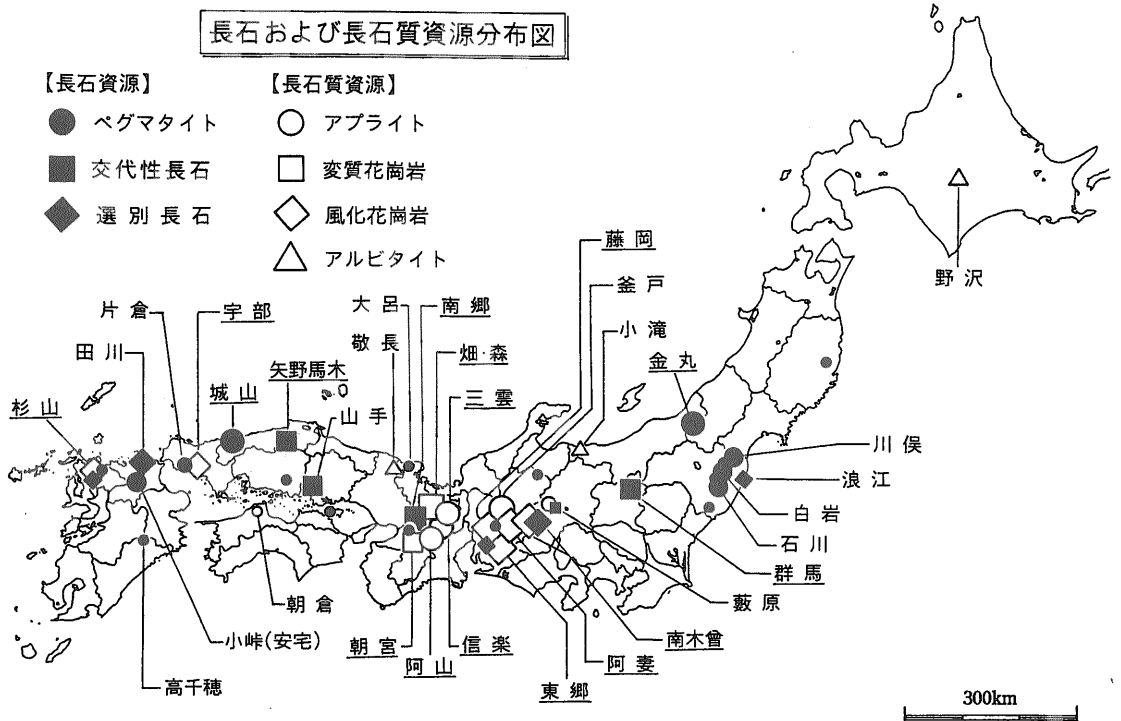 長石および長石質資源分布図
【長石資源】
ペグマタイト
交代性長石
選別長石
【長石質資源】
アプライト
変質花崗岩
風化花崗岩
アルビタイト
野沢
藤岡
釜戸
小滝
金丸
片倉
宇部
田川
杉山
城山
矢野馬木
山手
大呂
南郷
敬長
畑・森
三雲
川俣
浪江
白岩
石川
群馬
藪原
南木曾
阿妻
東郷
信楽
阿山
朝宮
朝倉
小峠(安宅)
高千穂
300km